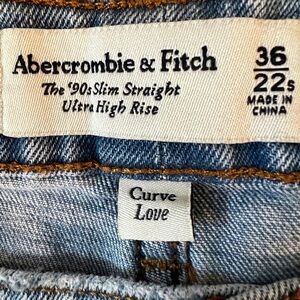 Abercrombie & Fitch
The '90s Slim Straight
Ultra High Rise
36
22S
MADE IN
CHINA
Curve
Love